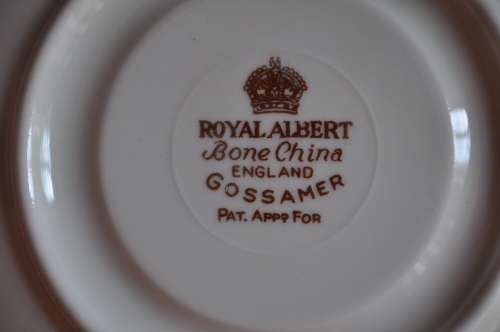 ROYAL ALBERT
Bone China
ENGLAND
GOSSAMER
PAT. APPD FOR